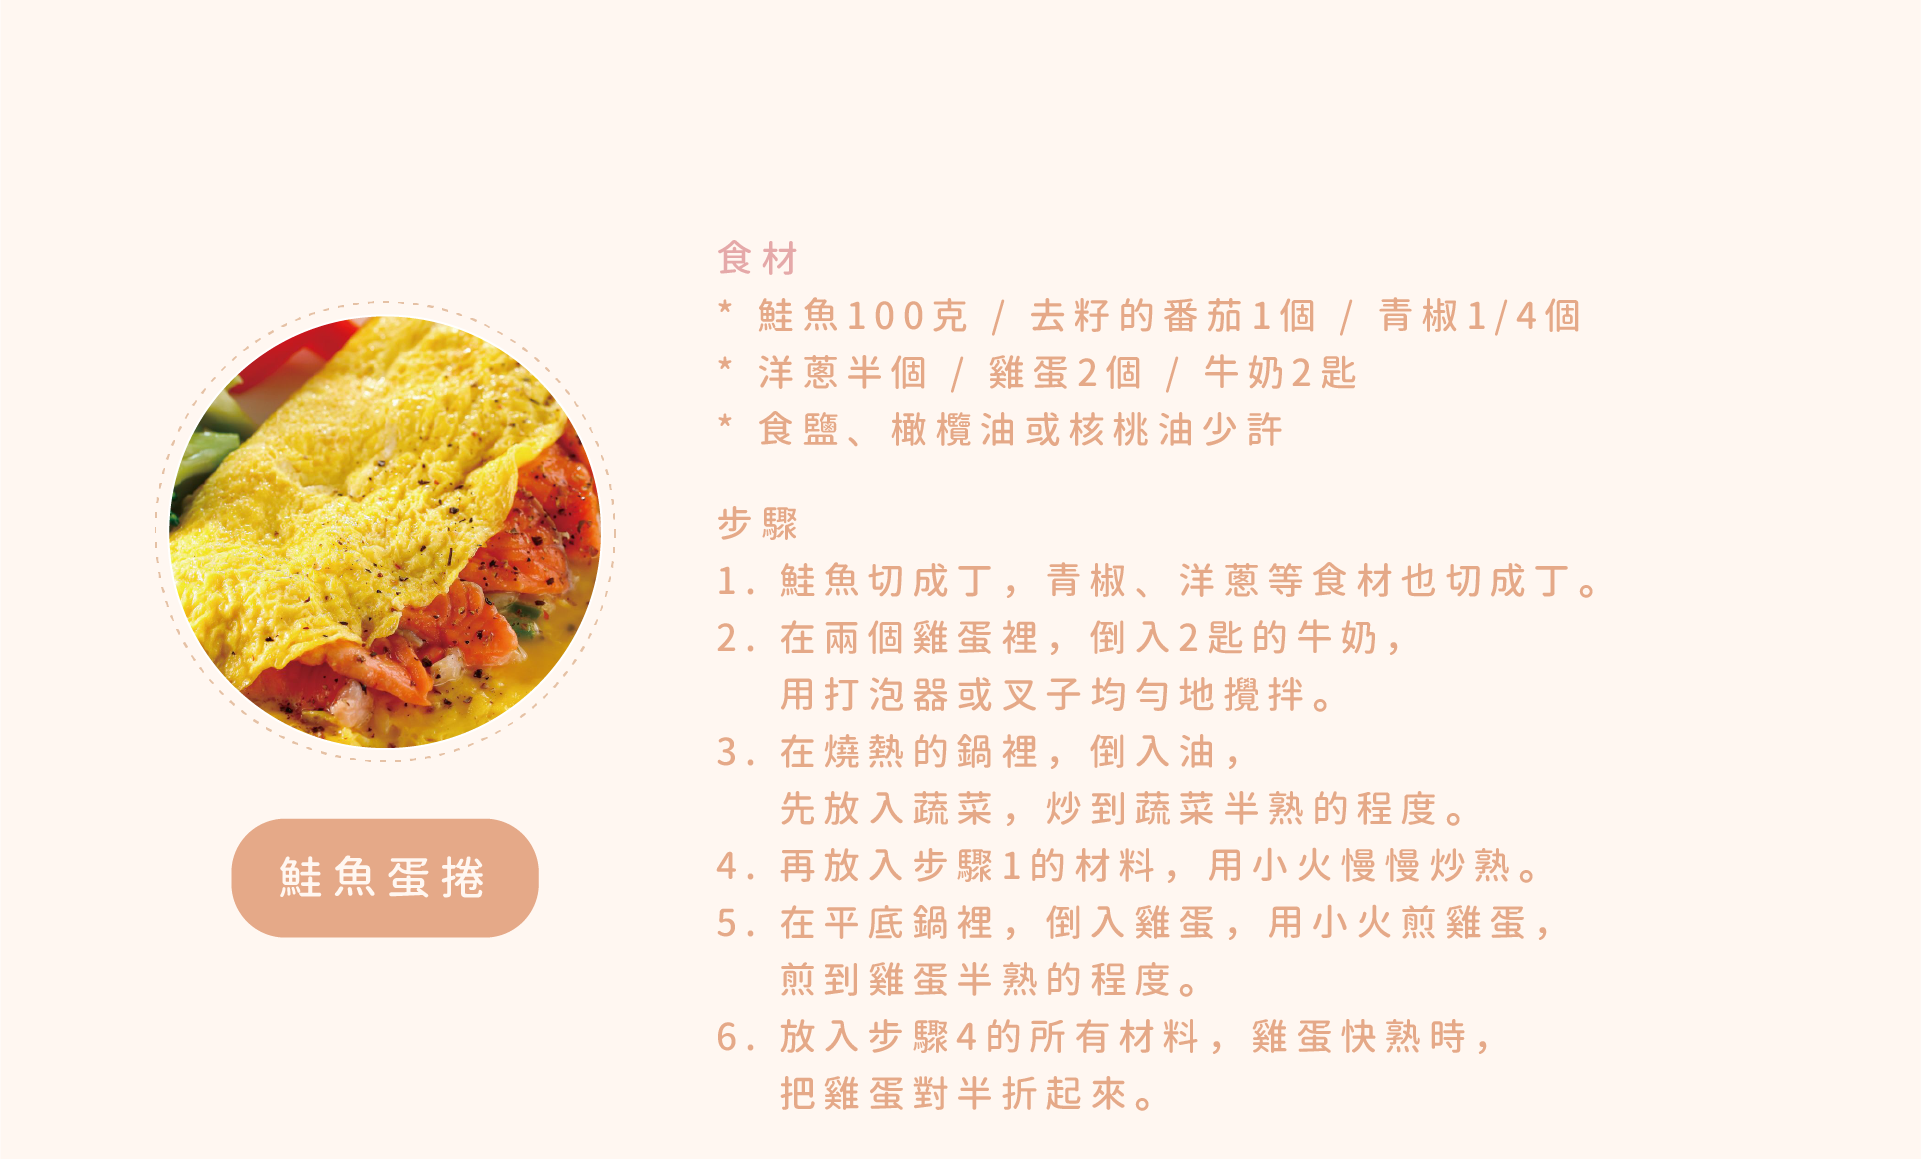 食材
* 鮭魚100克 / 去籽的番茄1個 / 青椒1/4個
* 洋蔥半個 / 雞蛋2個 / 牛奶2匙
* 食鹽、橄欖油或核桃油少許
步驟
1. 鮭魚切成丁，青椒、洋蔥等食材也切成丁。
2. 在兩個雞蛋裡，倒入2匙的牛奶，
用打泡器或叉子均勻地攪拌。
3. 在燒熱的鍋裡，倒入油，
先放入蔬菜，炒到蔬菜半熟的程度。
4. 再放入步驟1的材料，用小火慢慢炒熟。
5. 在平底鍋裡，倒入雞蛋，用小火煎雞蛋，
煎到雞蛋半熟的程度。
6. 放入步驟4的所有材料，雞蛋快熟時，
把雞蛋對半折起來。
鮭魚蛋捲